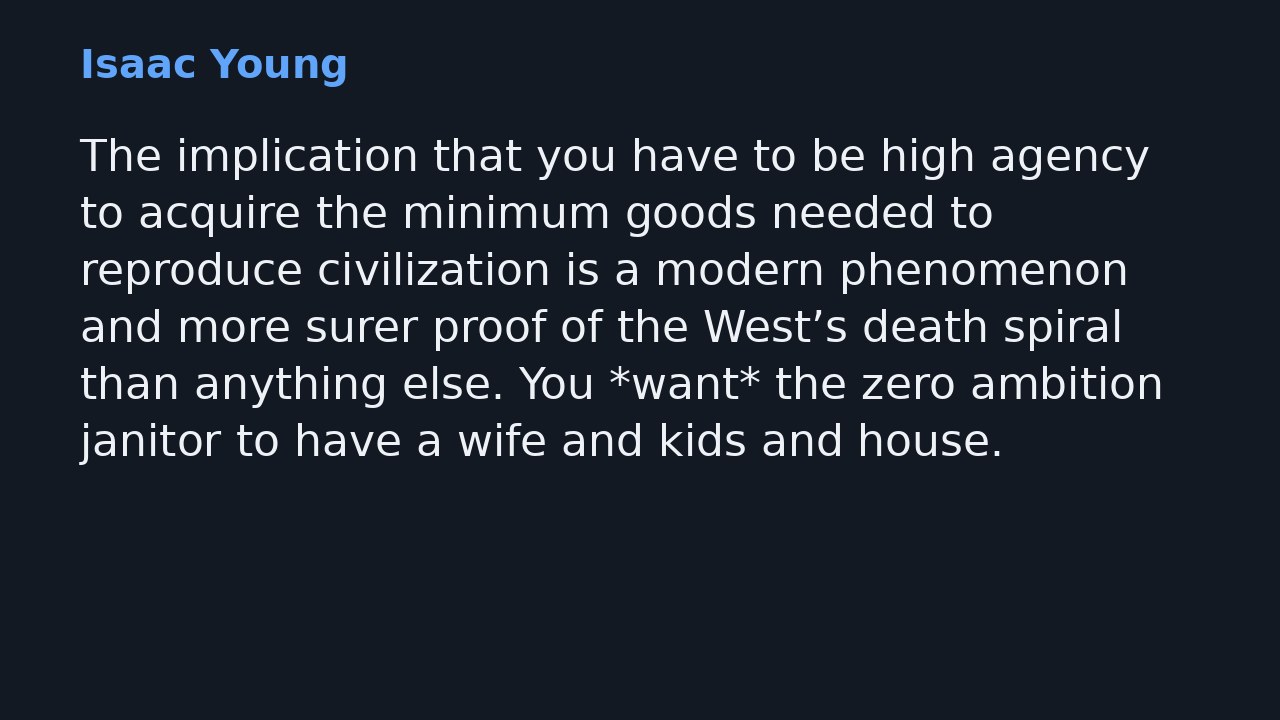 Isaac Young
The implication that you have to be high agency
to acquire the minimum goods needed to
reproduce civilization is a modern phenomenon
and more surer proof of the West’s death spiral
than anything else. You *want* the zero ambition
janitor to have a wife and kids and house.